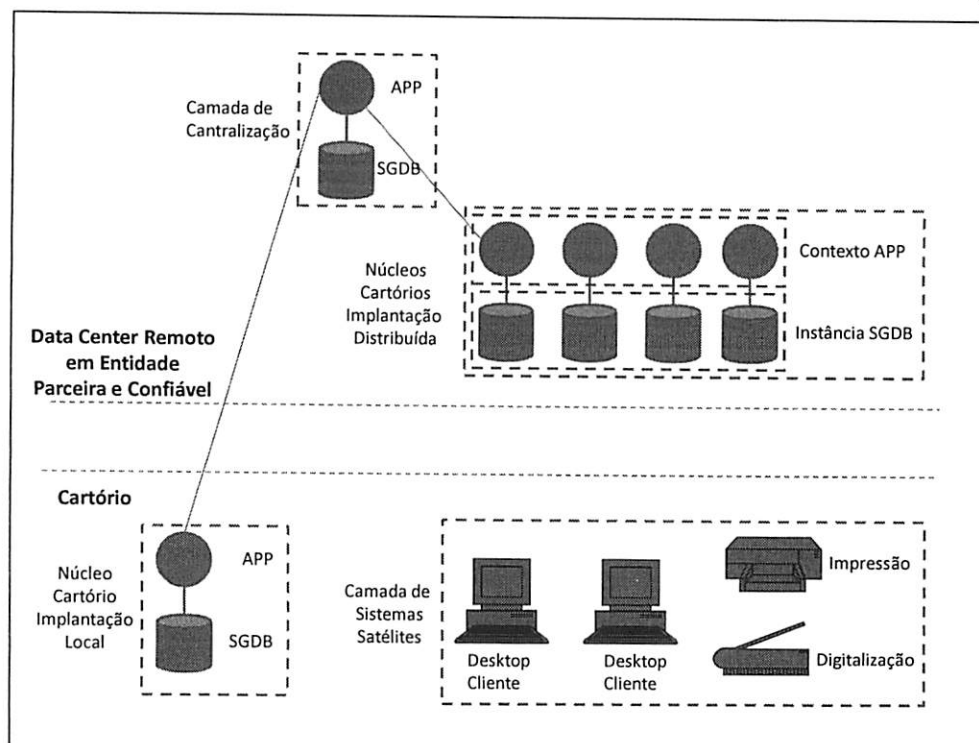 APP
Camada de
Cantralização
SGDB
Contexto APP
Núcleos
Cartórios
Implantação
Distribuída
Instância SGDB
Data Center Remoto
em Entidade
Parceira e Confiável
Cartório
APP
Núcleo
Cartório
Implantação
Local
SGDB
Camada de
Sistemas
Satélites
Impressão
Desktop
Cliente
Desktop
Cliente
Digitalização